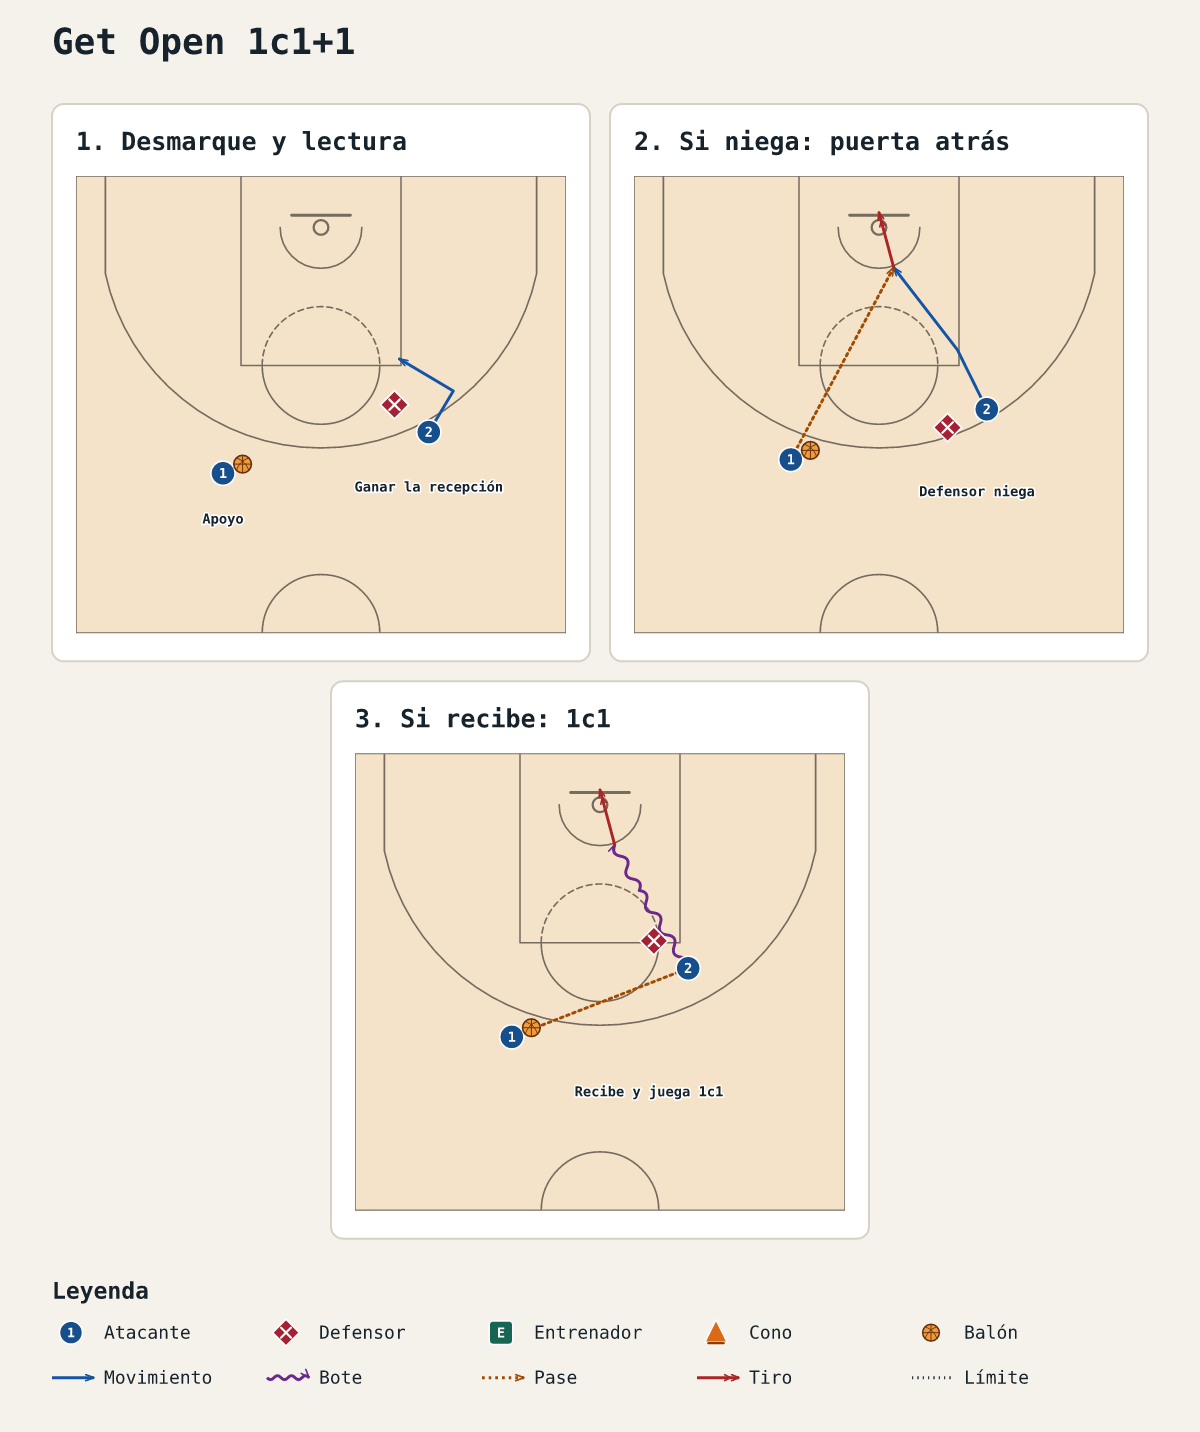 Get Open 1c1+1
1. Desmarque y lectura
2
1
Ganar la recepción
Apoyo
2. Si niega: puerta atrás
2
1
Defensor niega
3. Si recibe: 1c1
2
1
Recibe y juega 1c1
Leyenda
1 Atacante
Defensor
E Entrenador
Cono
Balón
Movimiento
Bote
Pase
Tiro
Límite